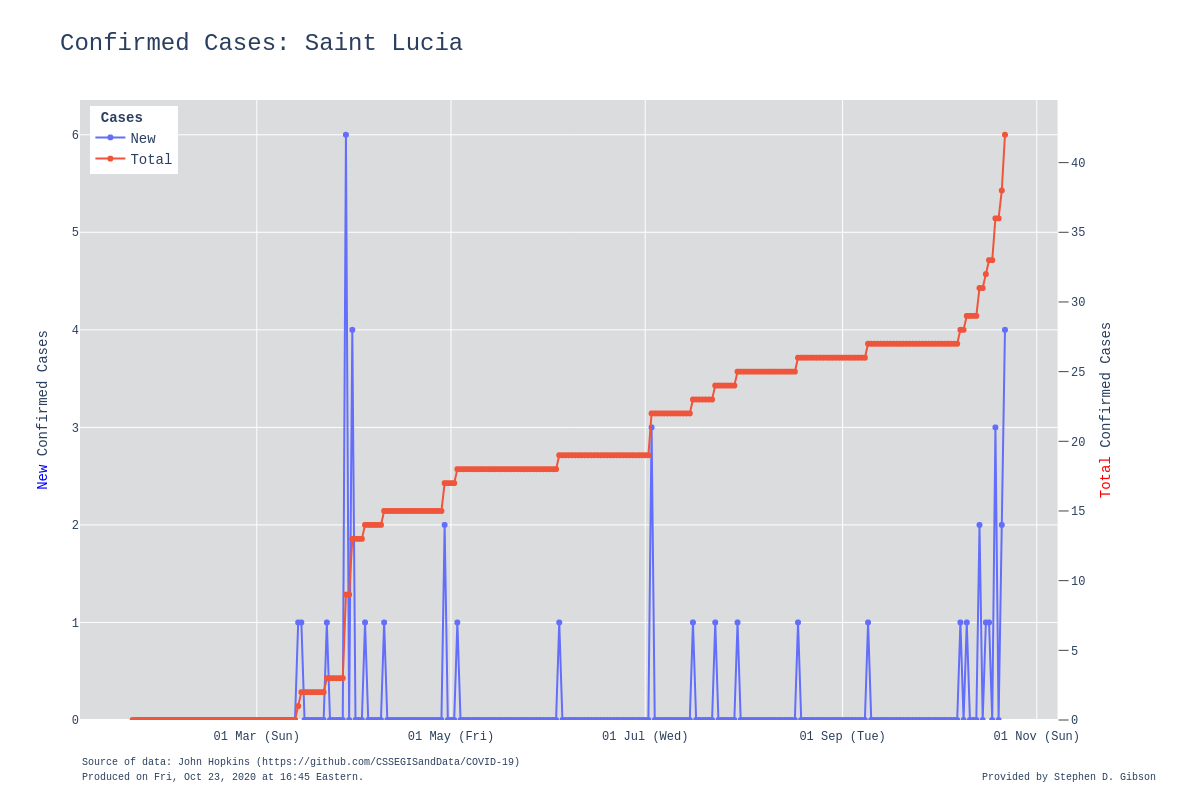 Confirmed Cases: Saint Lucia
Cases
New
Total
6
5
4
3
2
1
0
New Confirmed Cases
40
35
30
25
20
15
10
5
0
Total Confirmed Cases
01 Mar (Sun)
01 May (Fri)
01 Jul (Wed)
01 Sep (Tue)
01 Nov (Sun)
Source of data: John Hopkins (https://github.com/CSSEGISandData/COVID-19)
Produced on Fri, Oct 23, 2020 at 16:45 Eastern.
Provided by Stephen D. Gibson